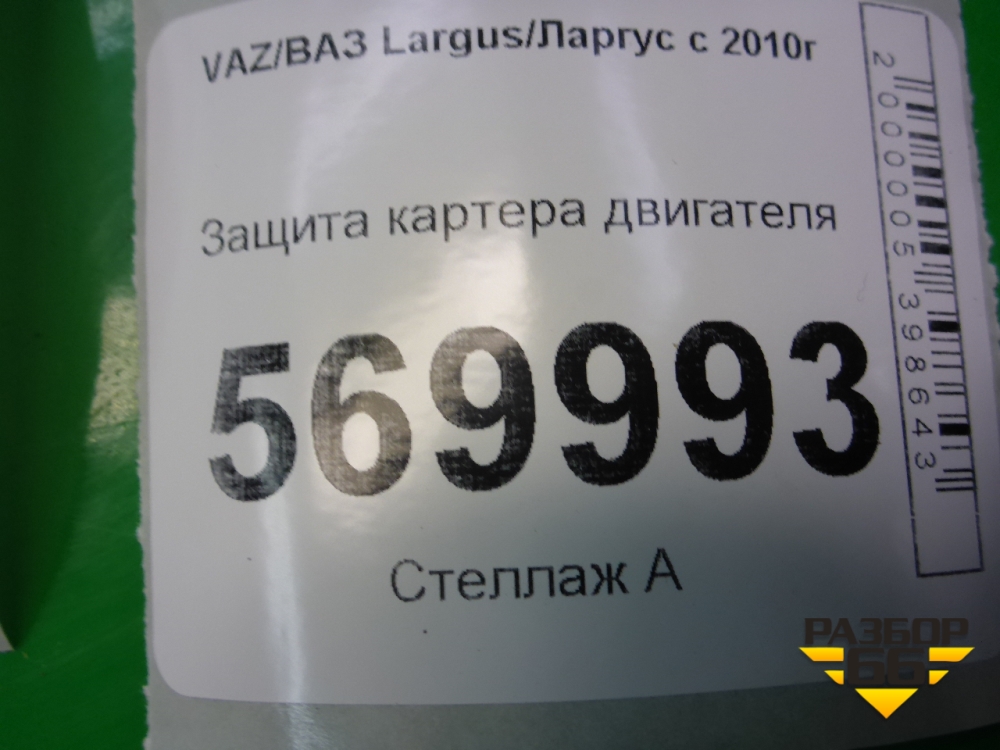 VAZ/ВАЗ Largus/Ларгус с 2010г
Защита картера двигателя
569993
Стеллаж А
2000005398643
РАЗБОР
66